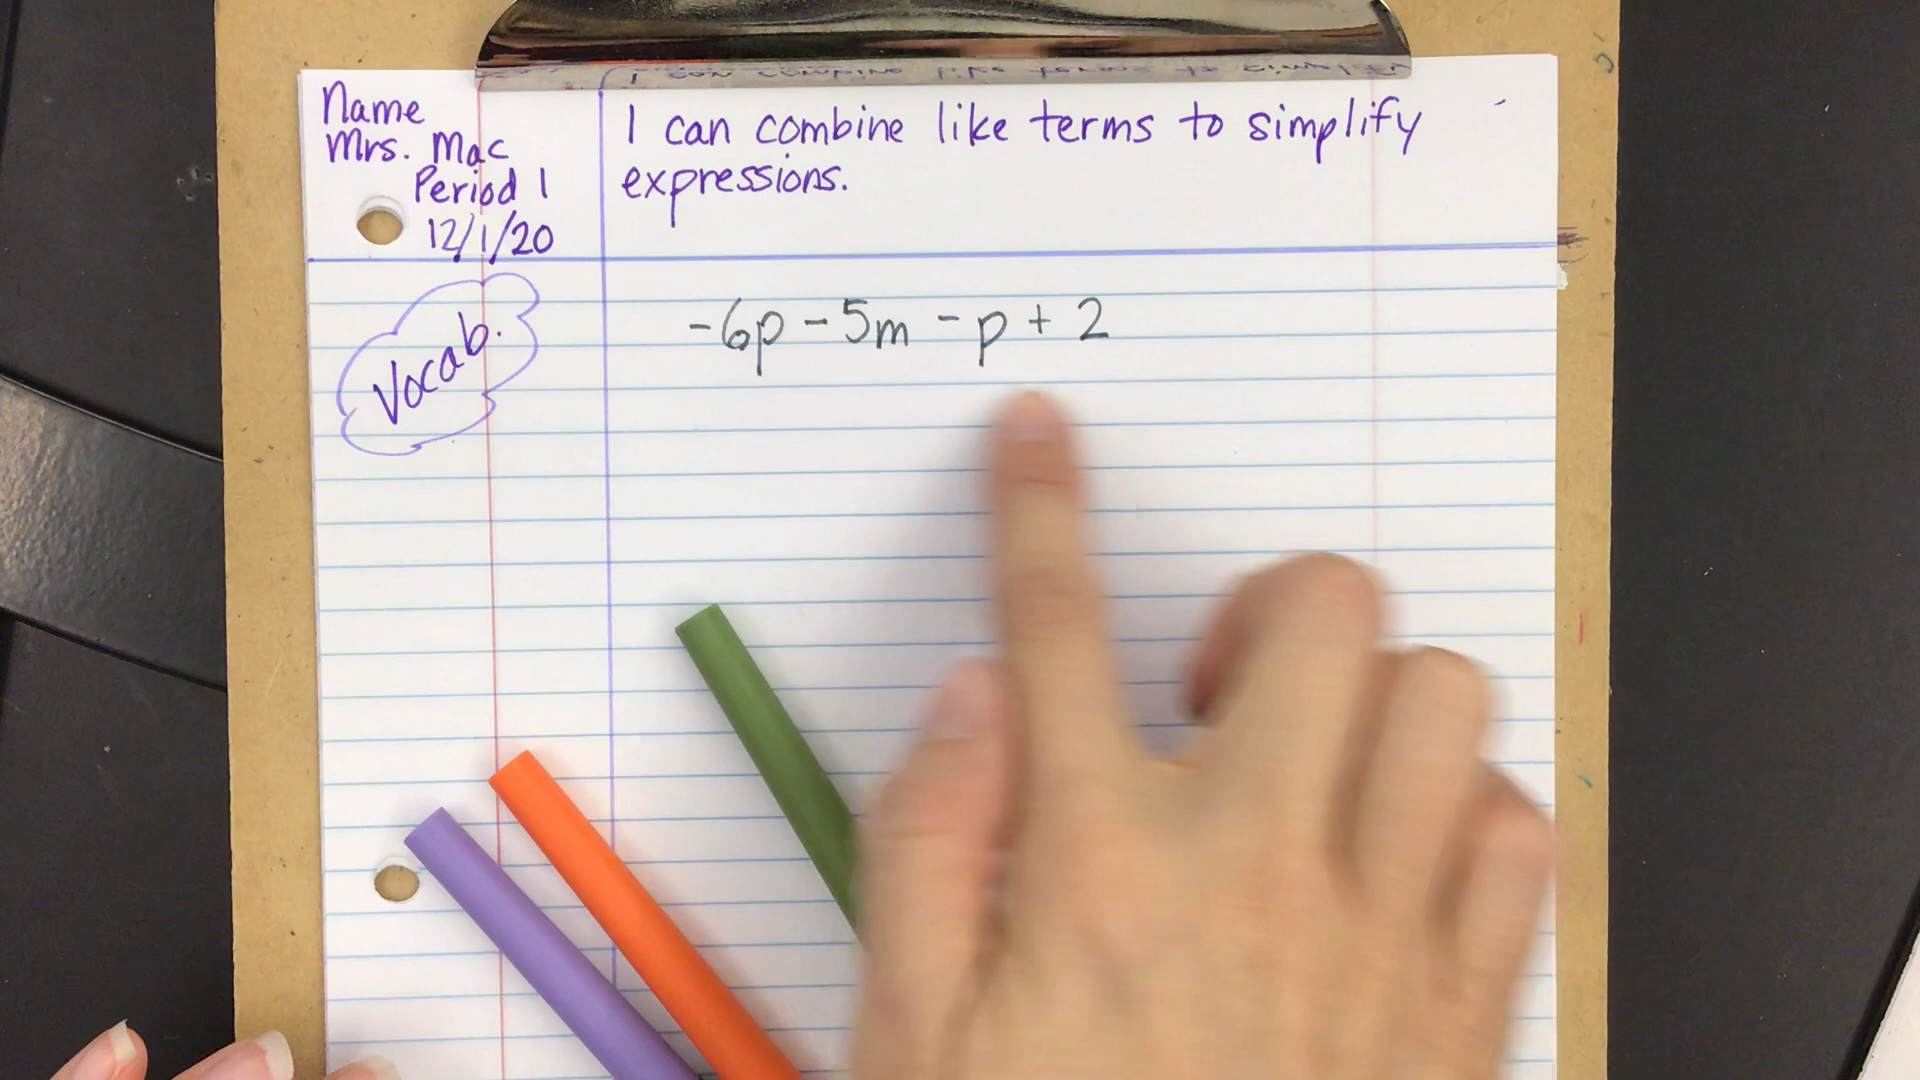 Name
Mrs. Mac
Period 1
12/1/20
I can combine like terms to simplify
expressions.
Vocab.
-6p - 5m - p + 2